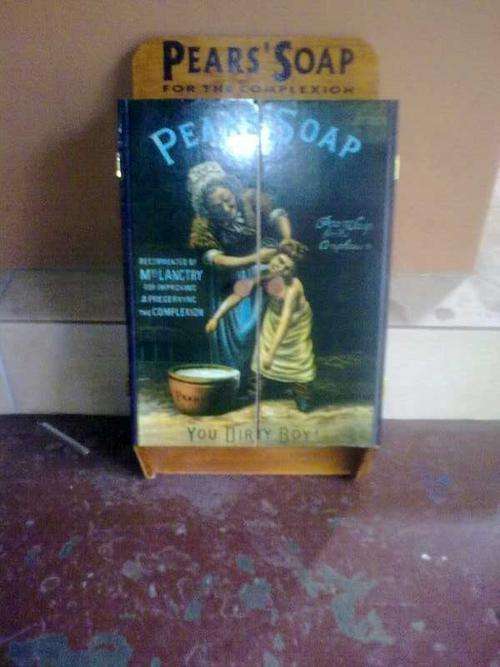 PEARS' SOAP
FOR THE COMPLEXION
PEARS SOAP
RECOMMENDED BY
MRS LANGTRY
FOR IMPROVING
& PRESERVING
THE COMPLEXION
PEARS
YOU DIRTY BOY!